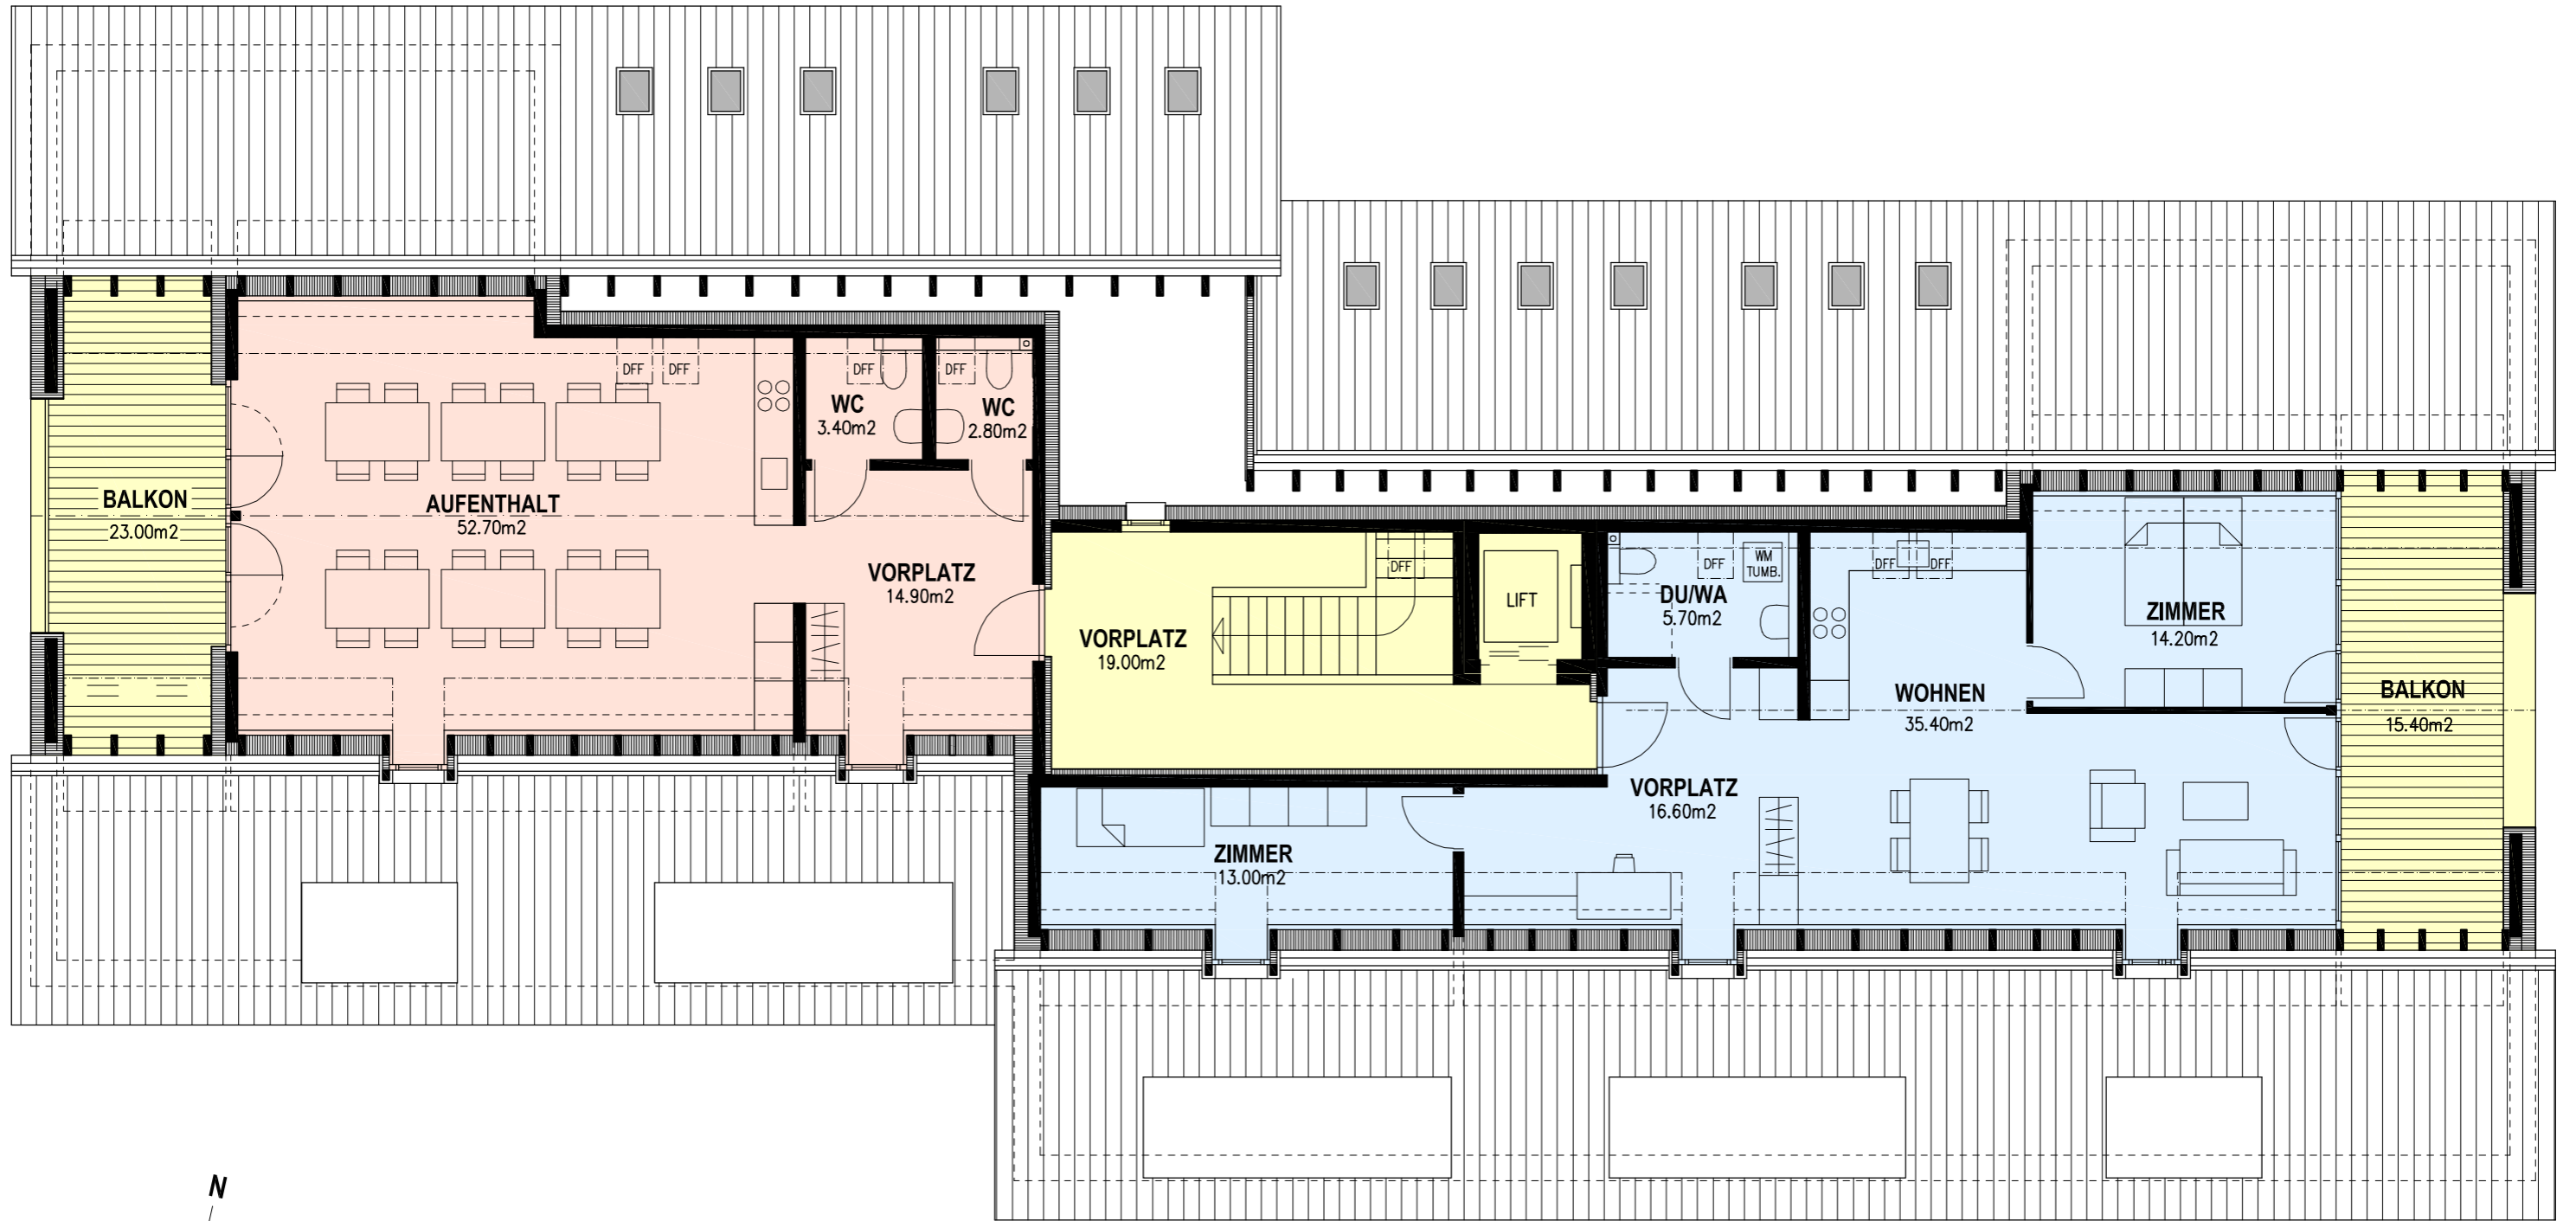 DFF
DFF
DFF
DFF
WC
3.40m2
WC
2.80m2
BALKON
23.00m2
AUFENTHALT
52.70m2
VORPLATZ
14.90m2
VORPLATZ
19.00m2
DFF
LIFT
DFF
WM
TUMB.
DU/WA
5.70m2
DFF
DFF
ZIMMER
14.20m2
WOHNEN
35.40m2
BALKON
15.40m2
VORPLATZ
16.60m2
ZIMMER
13.00m2
N